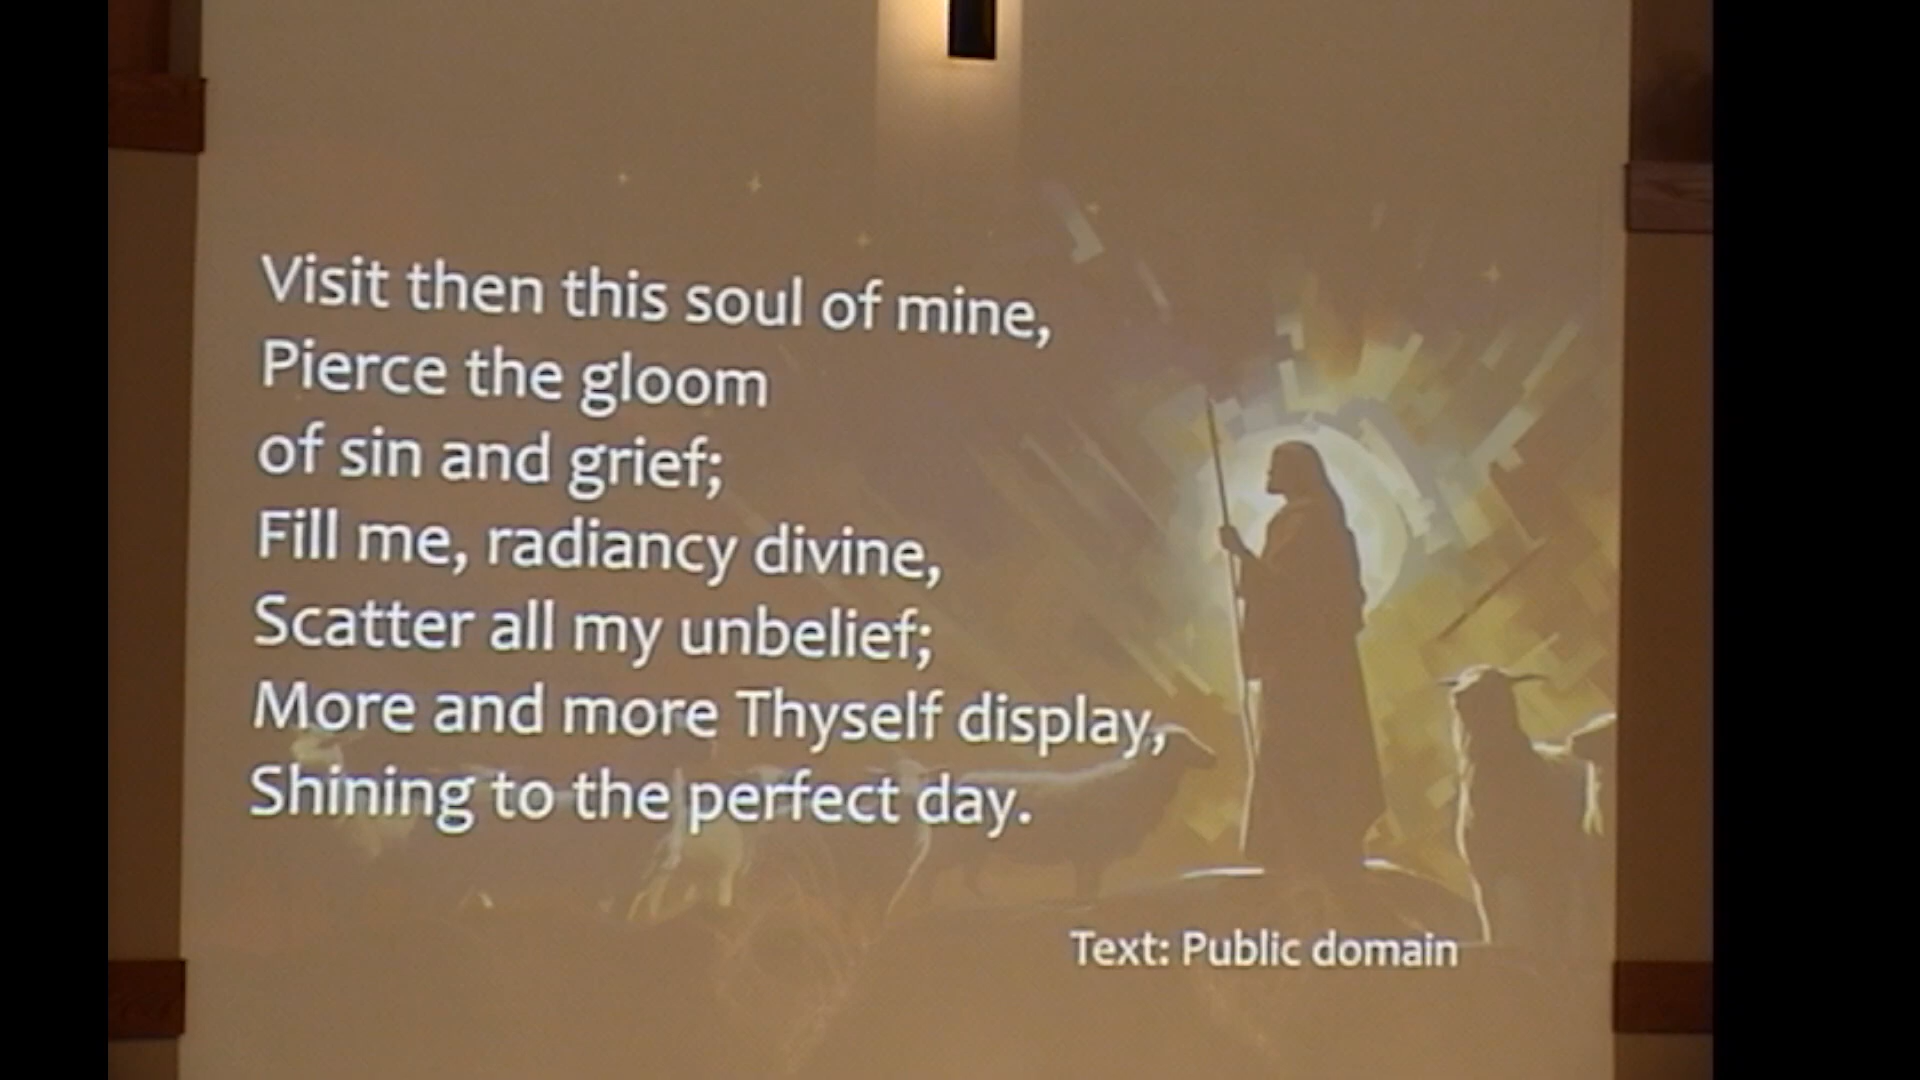 Visit then this soul of mine,
Pierce the gloom
of sin and grief;
Fill me, radiancy divine,
Scatter all my unbelief;
More and more Thyself display,
Shining to the perfect day.
Text: Public domain